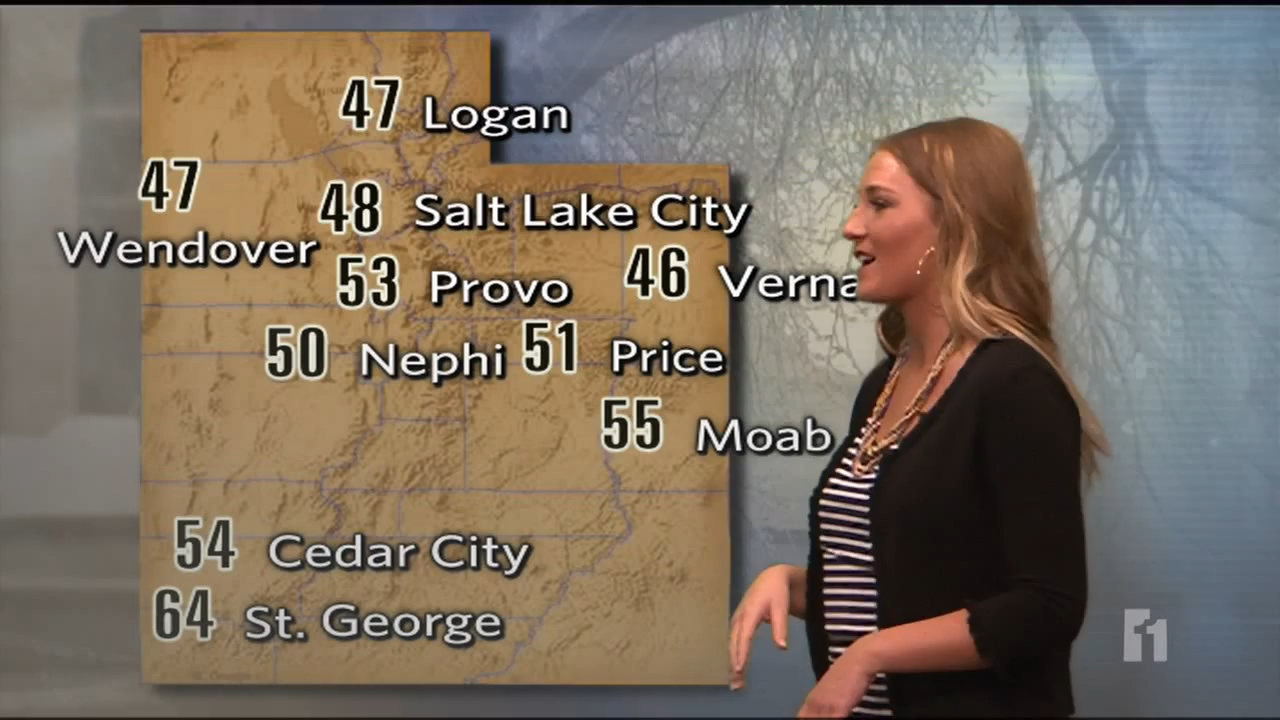 47 Logan
47
Wendover
48 Salt Lake City
53 Provo
46 Verna
50 Nephi
51 Price
55 Moab
54 Cedar City
64 St. George
11